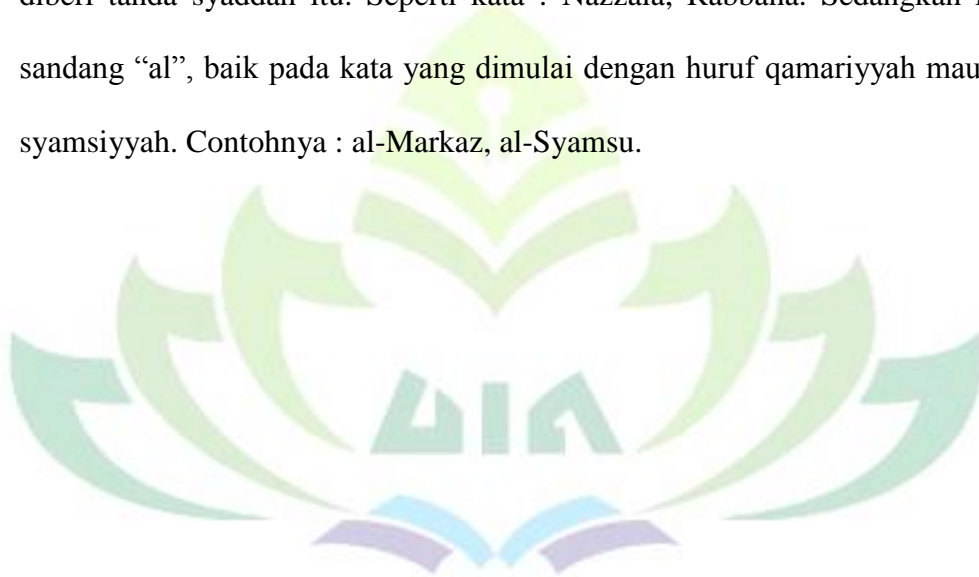 diberi tanda syaddah itu. Seperti kata : Nazzala, Rabbana. Sedangkan
sandang “al”, baik pada kata yang dimulai dengan huruf qamariyyah mau
syamsiyyah. Contohnya : al-Markaz, al-Syamsu.
UIN